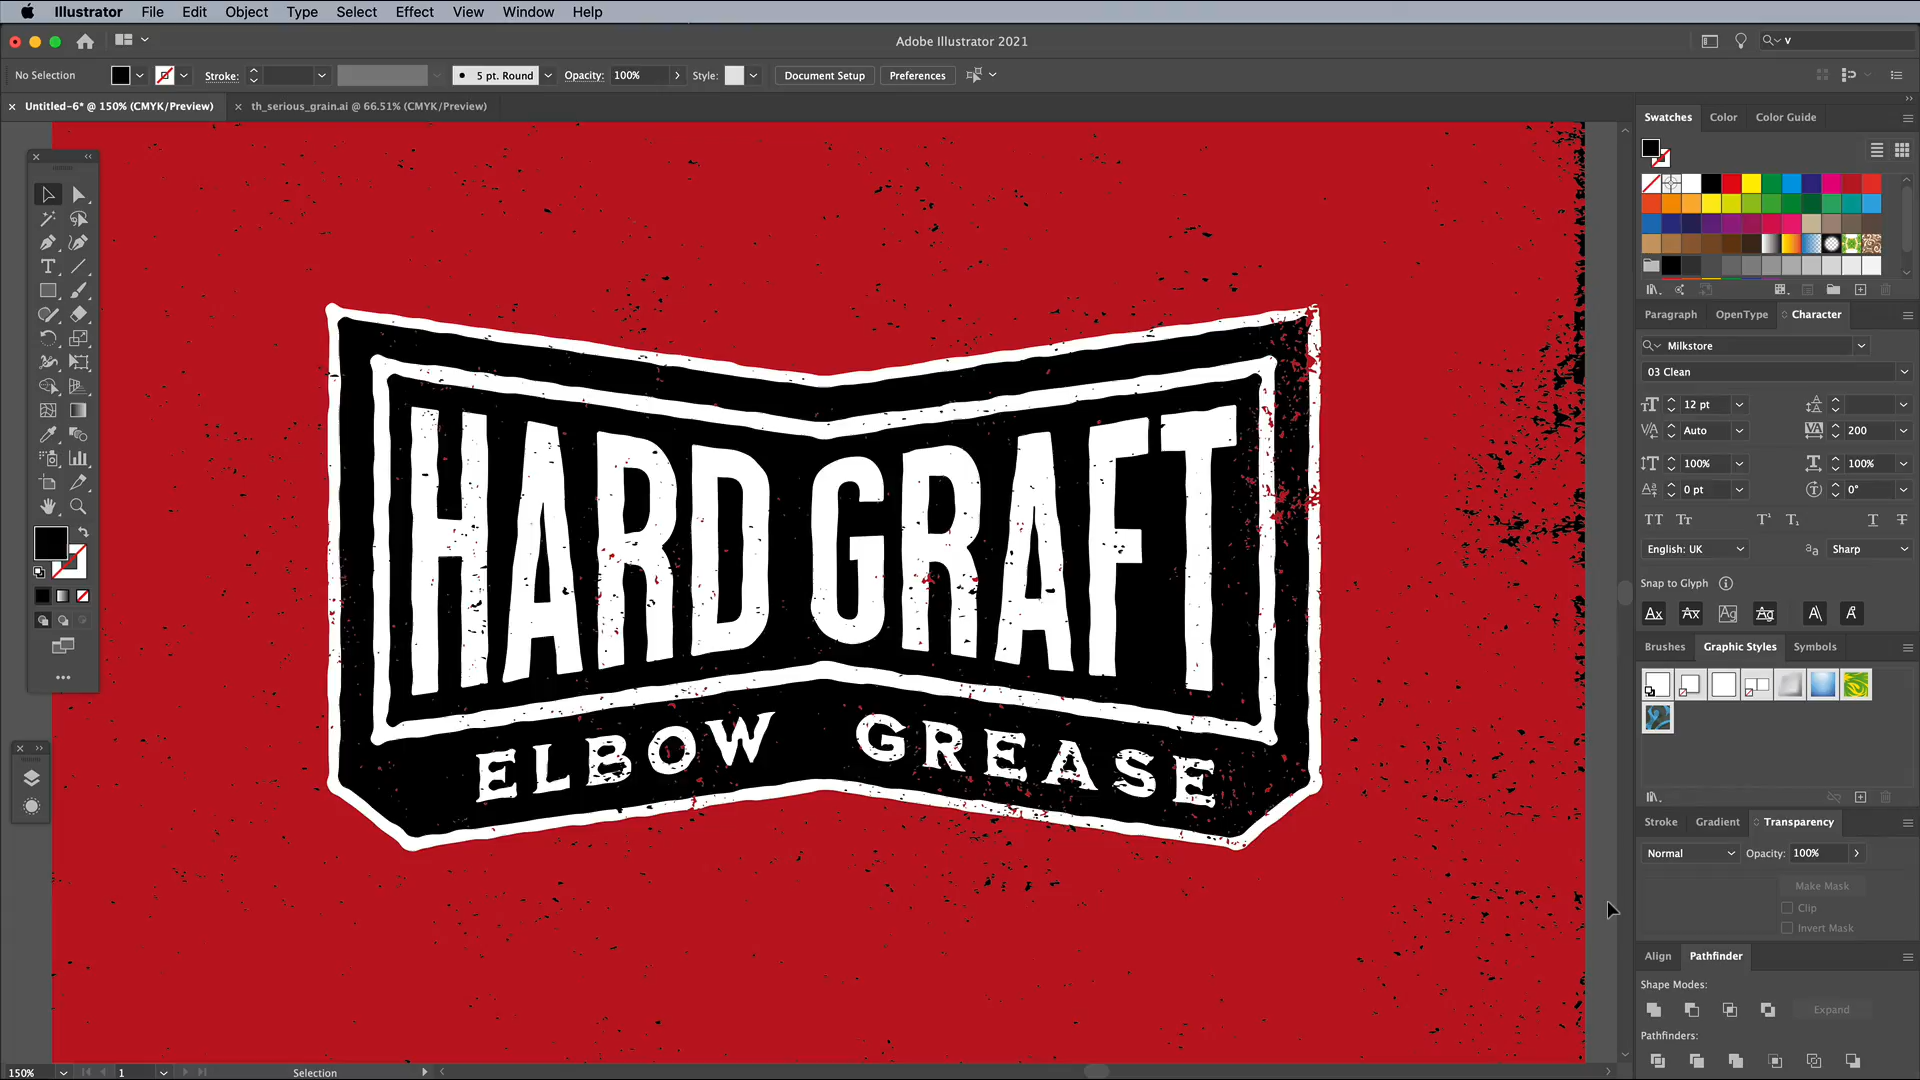 Illustrator File Edit Object Type Select Effect View Window Help
Adobe Illustrator 2021
v
No Selection Stroke: 5 pt. Round Opacity: 100% Style: Document Setup Preferences
Untitled-6* @ 150% (CMYK/Preview) th_serious_grain.ai @ 66.51% (CMYK/Preview)
HARD GRAFT
ELBOW GREASE
Swatches Color Color Guide
Paragraph OpenType Character
Milkstore
03 Clean
12 pt
Auto 200
100% 100%
0 pt 0°
English: UK Sharp
Snap to Glyph
Brushes Graphic Styles Symbols
Stroke Gradient Transparency
Normal Opacity: 100%
Make Mask
Clip
Invert Mask
Align Pathfinder
Shape Modes:
Expand
Pathfinders:
150% 1 Selection